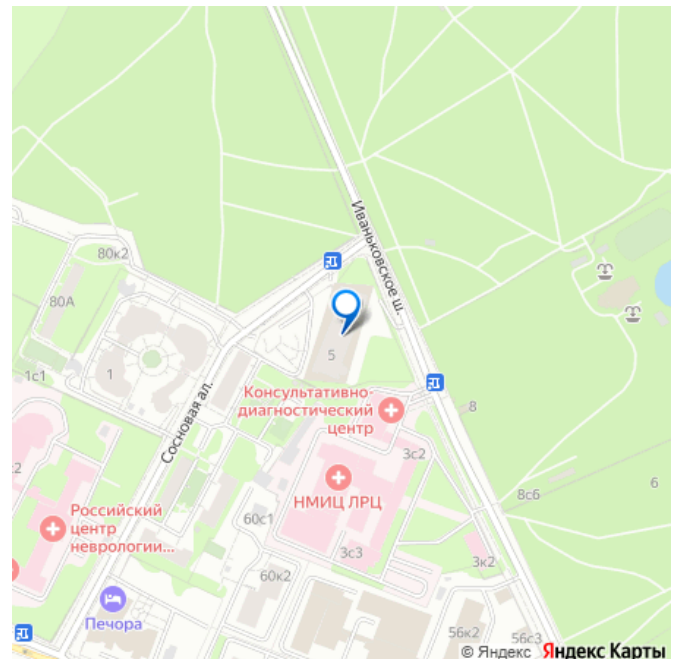 Иваньковское ш.
80к2
80А
5
1
1с1
Консультативно-
диагностический
центр
8
Сосновая ал.
3с2
2
НМИЦ ЛРЦ
8с6
6
Российский
центр
неврологии...
60с1
3с3
3к2
60к2
Печора
56к2
56с3
© Яндекс Яндекс Карты